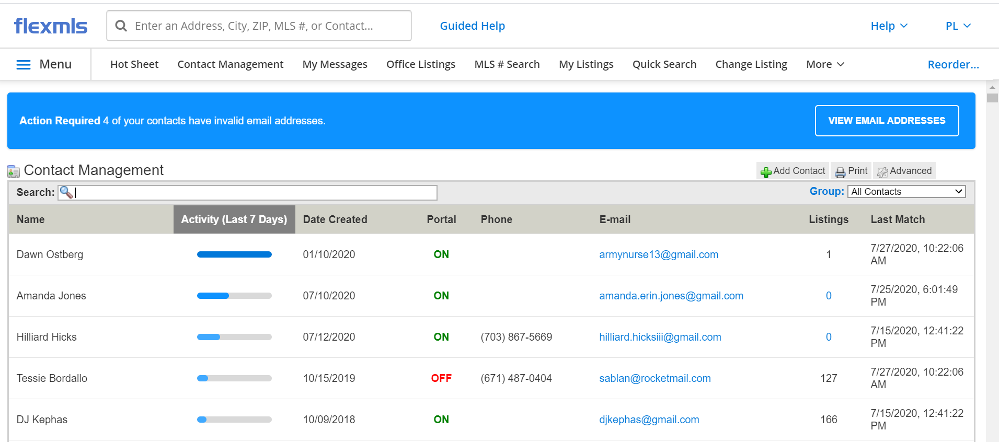 flexmls Enter an Address, City, ZIP, MLS #, or Contact... Guided Help Help PL
Menu Hot Sheet Contact Management My Messages Office Listings MLS # Search My Listings Quick Search Change Listing More Reorder...
Action Required 4 of your contacts have invalid email addresses. VIEW EMAIL ADDRESSES
Contact Management Add Contact Print Advanced
Search: Group: All Contacts
Name Activity (Last 7 Days) Date Created Portal Phone E-mail Listings Last Match
Dawn Ostberg 01/10/2020 ON armynurse13@gmail.com 1 7/27/2020, 10:22:06
AM
Amanda Jones 07/10/2020 ON amanda.erin.jones@gmail.com 0 7/25/2020, 6:01:49
PM
Hilliard Hicks 07/12/2020 ON (703) 867-5669 hilliard.hicksiii@gmail.com 0 7/15/2020, 12:41:22
PM
Tessie Bordallo 10/15/2019 OFF (671) 487-0404 sablan@rocketmail.com 127 7/27/2020, 10:22:06
AM
DJ Kephas 10/09/2018 ON djkephas@gmail.com 166 7/15/2020, 12:41:22
PM